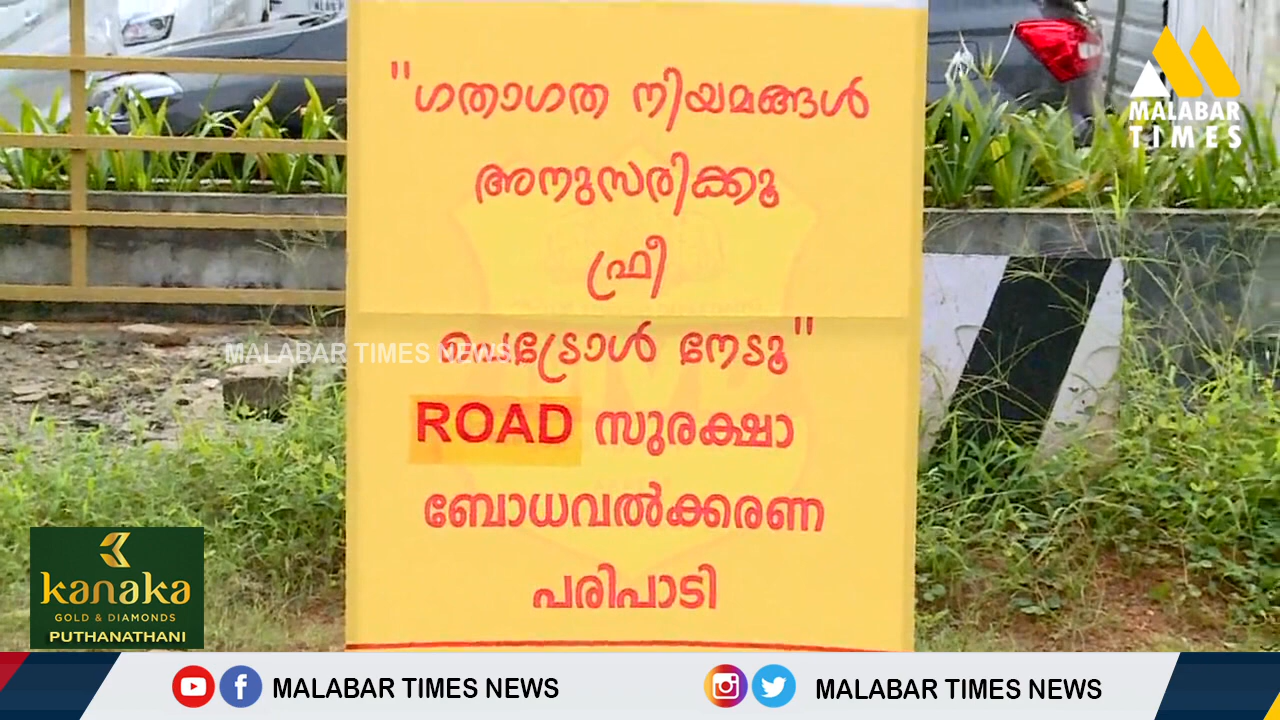 "ഗതാഗത നിയമങ്ങൾ
അനുസരിക്കൂ
ഫ്രീ
പെട്രോൾ നേടൂ"
ROAD സുരക്ഷാ
ബോധവൽക്കരണ
പരിപാടി
MALABAR
TIMES
MALABAR TIMES NEWS
kanaka
GOLD & DIAMONDS
PUTHANATHANI
MALABAR TIMES NEWS
MALABAR TIMES NEWS